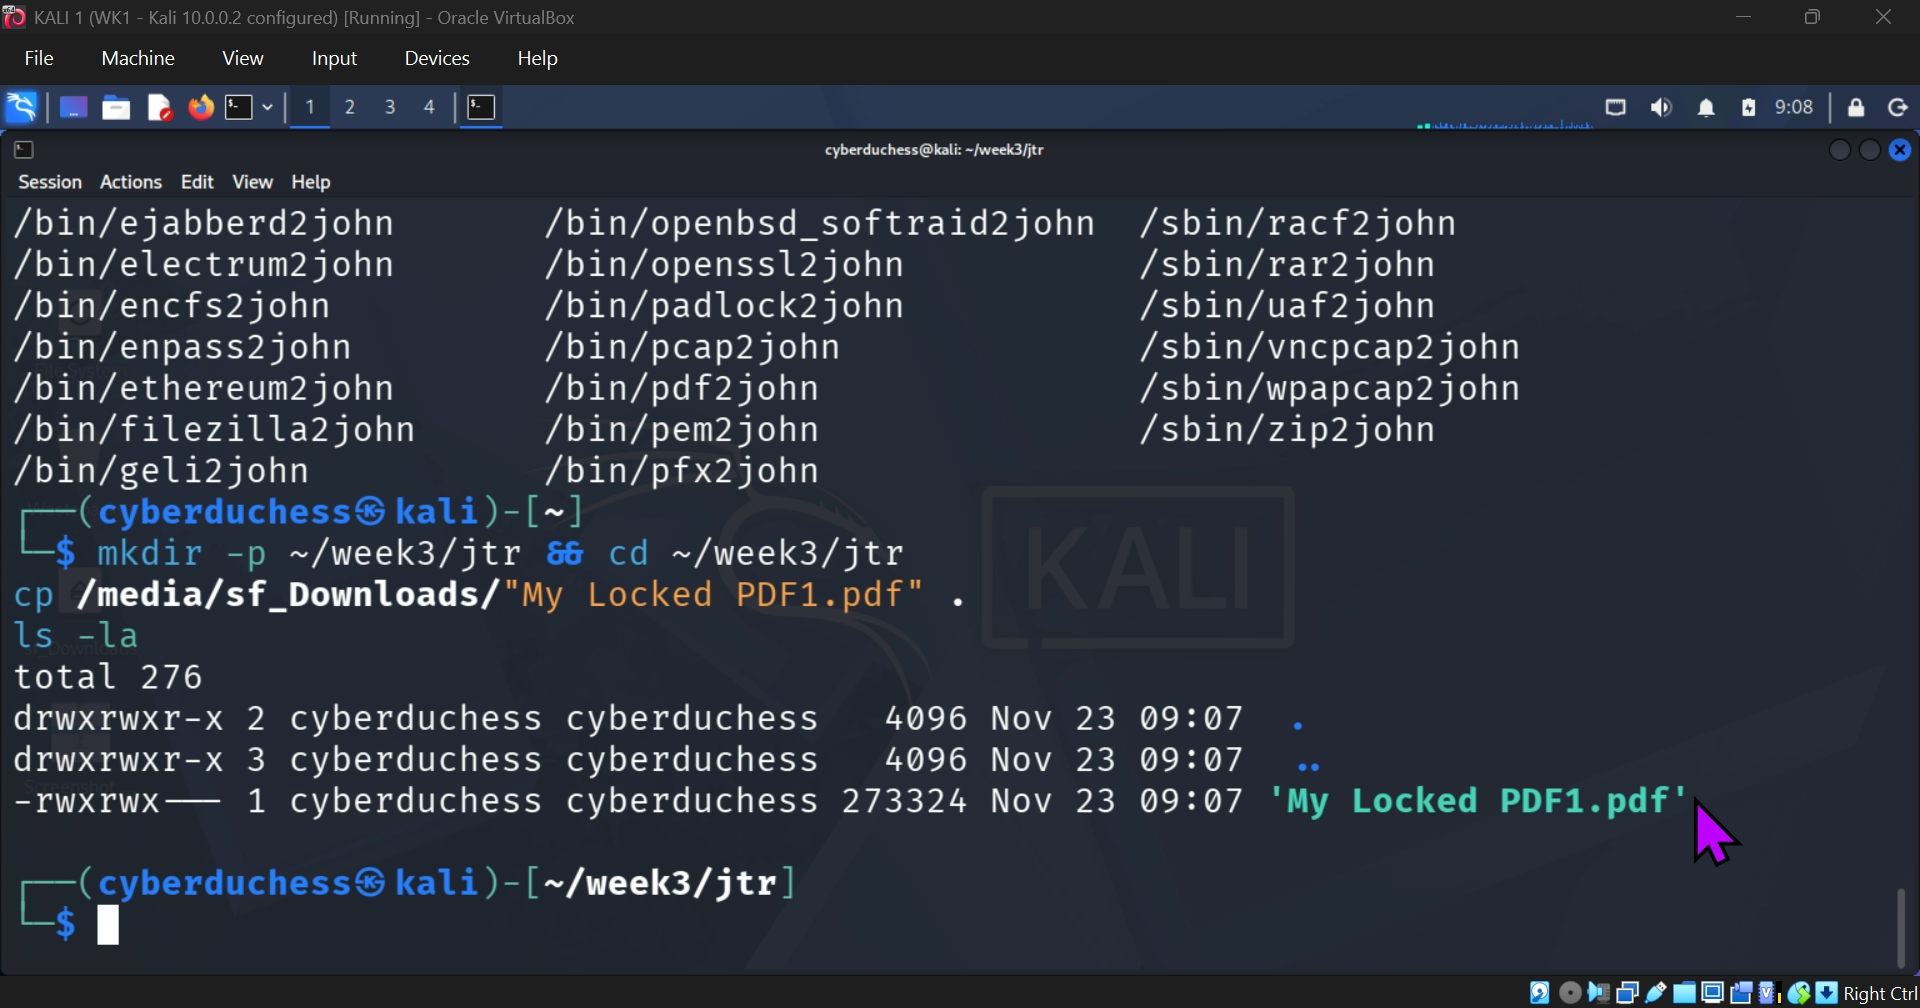 KALI 1 (WK1 - Kali 10.0.0.2 configured) [Running] - Oracle VirtualBox
File Machine View Input Devices Help
1 2 3 4 9:08
cyberduchess@kali: ~/week3/jtr
Session Actions Edit View Help
/bin/ejabberd2john /bin/openbsd_softraid2john /sbin/racf2john
/bin/electrum2john /bin/openssl2john /sbin/rar2john
/bin/encfs2john /bin/padlock2john /sbin/uaf2john
/bin/enpass2john /bin/pcap2john /sbin/vncpcap2john
/bin/ethereum2john /bin/pdf2john /sbin/wpapcap2john
/bin/filezilla2john /bin/pem2john /sbin/zip2john
/bin/geli2john /bin/pfx2john
┌──(cyberduchess㉿kali)-[~]
└─$ mkdir -p ~/week3/jtr && cd ~/week3/jtr
cp /media/sf_Downloads/"My Locked PDF1.pdf" .
ls -la
total 276
drwxrwxr-x 2 cyberduchess cyberduchess 4096 Nov 23 09:07 .
drwxrwxr-x 3 cyberduchess cyberduchess 4096 Nov 23 09:07 ..
-rwxrwx--- 1 cyberduchess cyberduchess 273324 Nov 23 09:07 'My Locked PDF1.pdf'
KALI
┌──(cyberduchess㉿kali)-[~/week3/jtr]
└─$
Right Ctrl